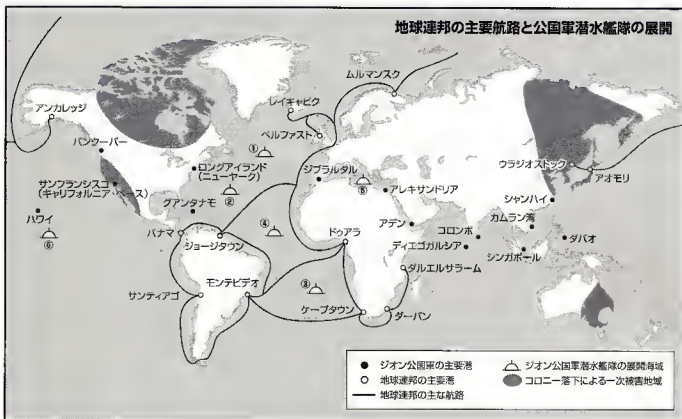 地球連邦の主要航路と公国軍潜水艦隊の展開
ムルマンスク
アンカレッジ
レイキャビク
バンクーバー
ベルファスト
①
ロングアイランド
(ニューヤーク)
ジブラルタル
⑤
アレキサンドリア
ウラジオストック
アオモリ
サンフランシスコ
(キャリフォルニア・ベース)
②
シャンハイ
グアンタナモ
ハワイ
⑥
パナマ
ジョージタウン
④
ドゥアラ
アデン
コロンボ
カムラン湾
ディエゴガルシア
ダバオ
シンガポール
ダルエルサラーム
サンティアゴ
モンテビデオ
③
ケープタウン
ダーバン
ジオン公国軍の主要港
ジオン公国軍潜水艦隊の展開海域
地球連邦の主要港
コロニー落下による一次被害地域
地球連邦の主な航路